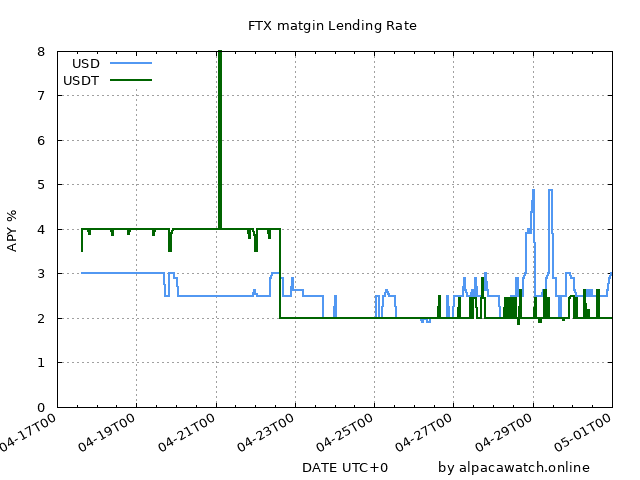 FTX matgin Lending Rate
USD
USDT
8
7
6
5
4
3
2
1
0
APY %
04-17T00 04-19T00 04-21T00 04-23T00 04-25T00 04-27T00 04-29T00 05-01T00
DATE UTC+0 by alpacawatch.online